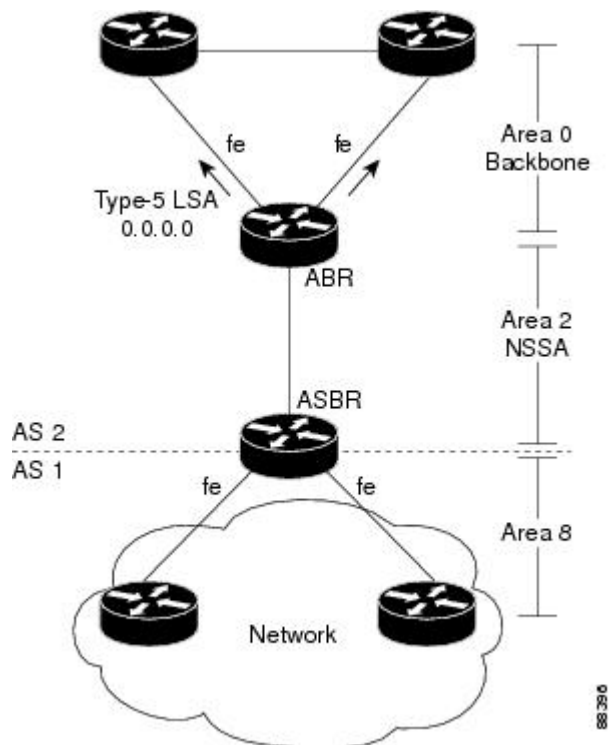 fe
fe
Area 0
Backbone
Type-5 LSA
0.0.0.0
ABR
Area 2
NSSA
ASBR
AS 2
AS 1
fe
fe
Area 8
Network
88396